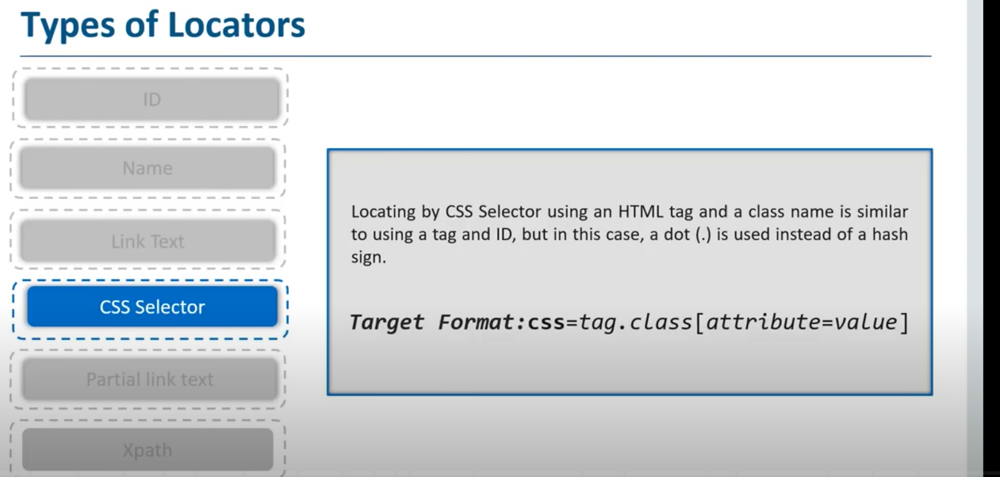 Types of Locators
ID
Name
Link Text
CSS Selector
Partial link text
Xpath
Locating by CSS Selector using an HTML tag and a class name is similar
to using a tag and ID, but in this case, a dot (.) is used instead of a hash
sign.
Target Format:css=tag.class[attribute=value]